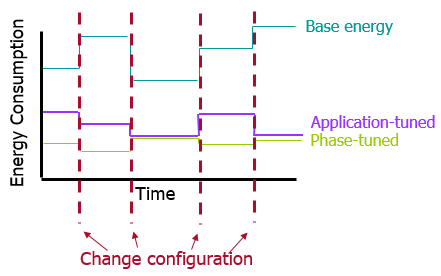 Base energy
Energy Consumption
Application-tuned
Phase-tuned
Time
Change configuration